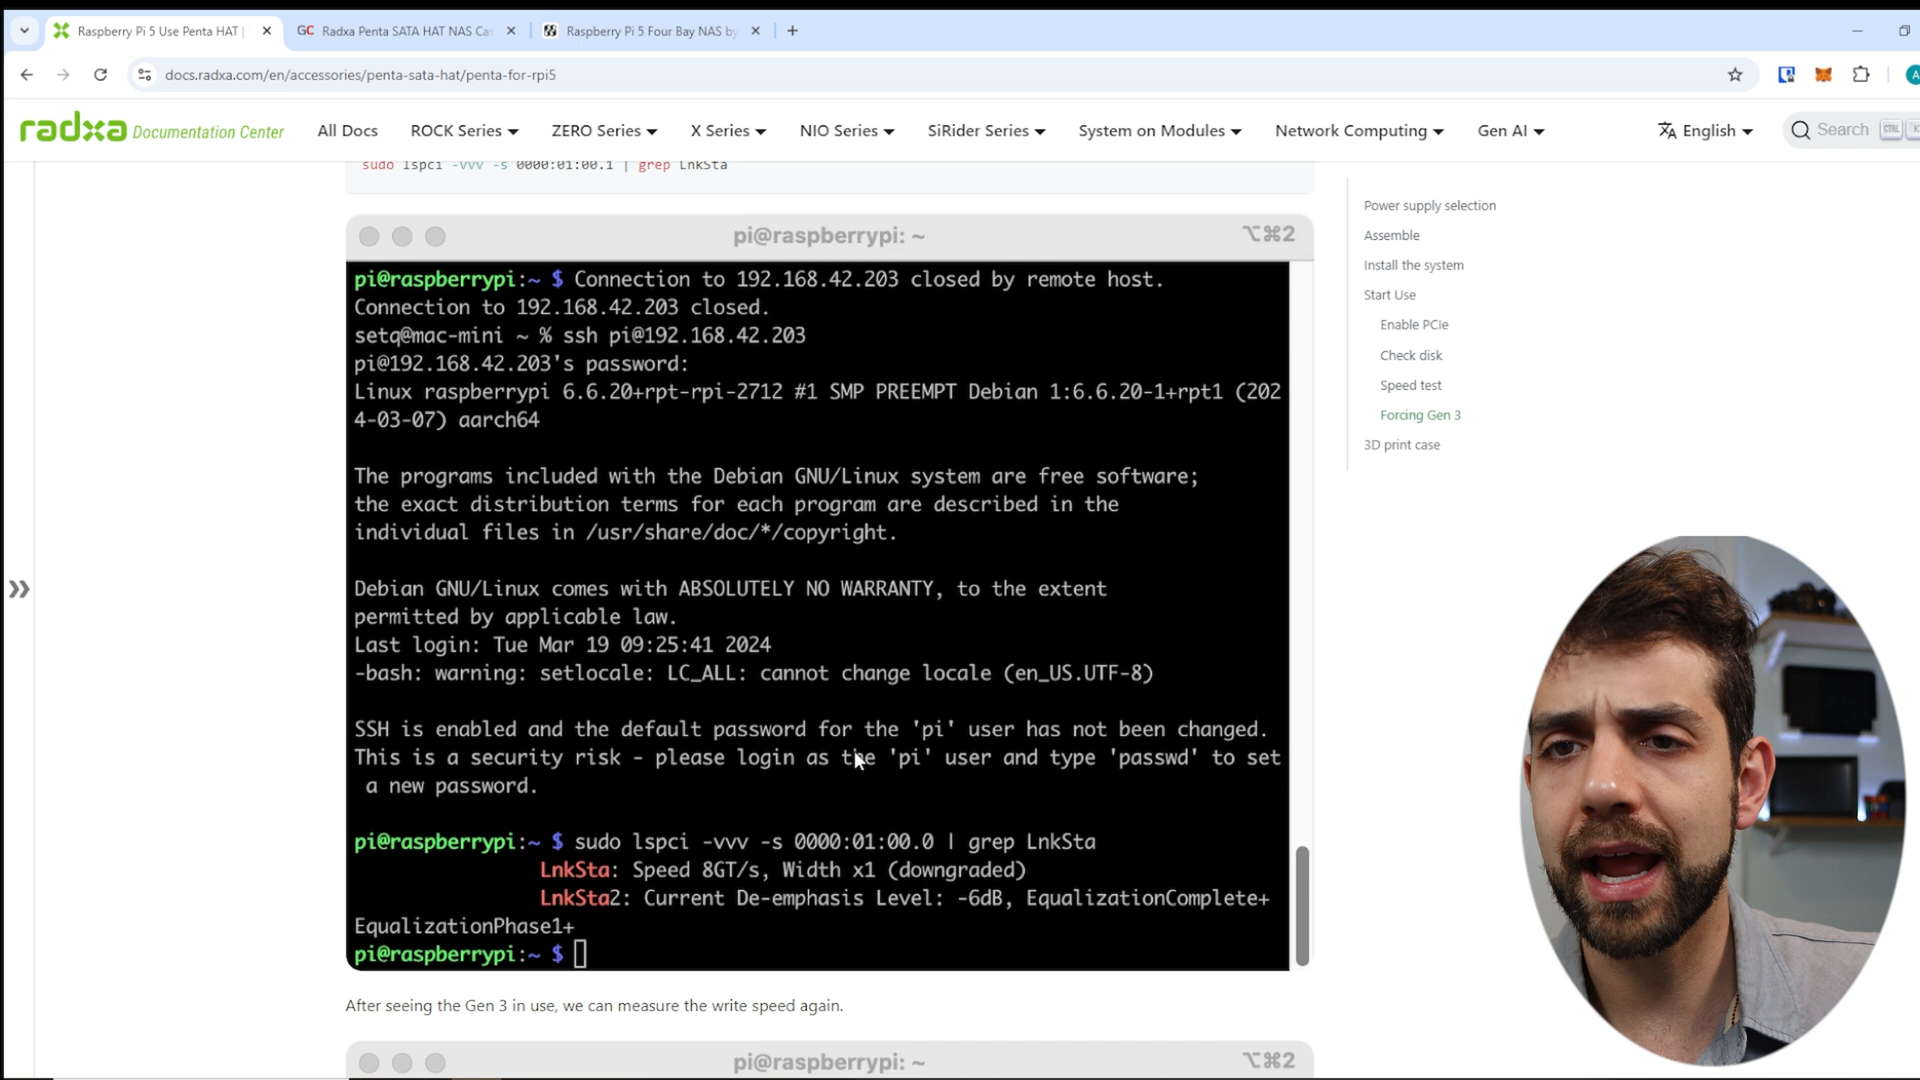 Raspberry Pi 5 Use Penta HAT |
GC Radxa Penta SATA HAT NAS Cas
Raspberry Pi 5 Four Bay NAS by
docs.radxa.com/en/accessories/penta-sata-hat/penta-for-rpi5
A
radxa Documentation Center
All Docs
ROCK Series
ZERO Series
X Series
NIO Series
SiRider Series
System on Modules
Network Computing
Gen AI
English
Search CTRL K
sudo lspci -vvv -s 0000:01:00.1 | grep LnkSta
pi@raspberrypi: ~ ⌥⌘2
pi@raspberrypi:~ $ Connection to 192.168.42.203 closed by remote host.
Connection to 192.168.42.203 closed.
setq@mac-mini ~ % ssh pi@192.168.42.203
pi@192.168.42.203's password:
Linux raspberrypi 6.6.20+rpt-rpi-2712 #1 SMP PREEMPT Debian 1:6.6.20-1+rpt1 (202
4-03-07) aarch64
The programs included with the Debian GNU/Linux system are free software;
the exact distribution terms for each program are described in the
individual files in /usr/share/doc/*/copyright.
Debian GNU/Linux comes with ABSOLUTELY NO WARRANTY, to the extent
permitted by applicable law.
Last login: Tue Mar 19 09:25:41 2024
-bash: warning: setlocale: LC_ALL: cannot change locale (en_US.UTF-8)
SSH is enabled and the default password for the 'pi' user has not been changed.
This is a security risk - please login as the 'pi' user and type 'passwd' to set
a new password.
pi@raspberrypi:~ $ sudo lspci -vvv -s 0000:01:00.0 | grep LnkSta
LnkSta: Speed 8GT/s, Width x1 (downgraded)
LnkSta2: Current De-emphasis Level: -6dB, EqualizationComplete+
EqualizationPhase1+
pi@raspberrypi:~ $
After seeing the Gen 3 in use, we can measure the write speed again.
pi@raspberrypi: ~ ⌥⌘2
Power supply selection
Assemble
Install the system
Start Use
Enable PCIe
Check disk
Speed test
Forcing Gen 3
3D print case